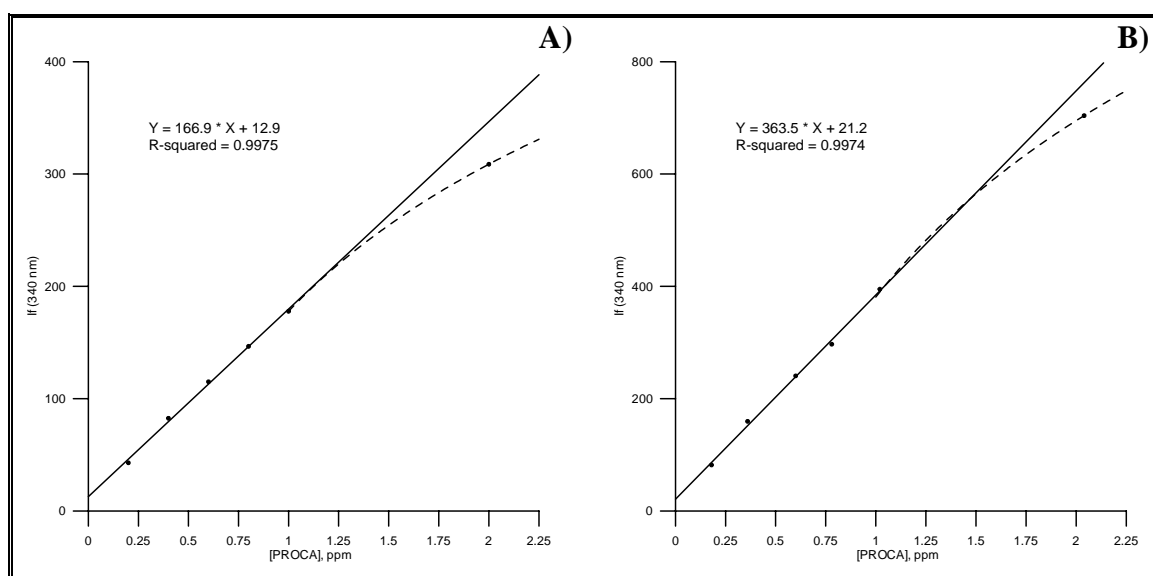 A)
400
300
200
100
0
Y = 166.9 * X + 12.9
R-squared = 0.9975
If (340 nm)
0 0.25 0.5 0.75 1 1.25 1.5 1.75 2 2.25
[PROCA], ppm
B)
800
600
400
200
0
Y = 363.5 * X + 21.2
R-squared = 0.9974
If (340 nm)
0 0.25 0.5 0.75 1 1.25 1.5 1.75 2 2.25
[PROCA], ppm